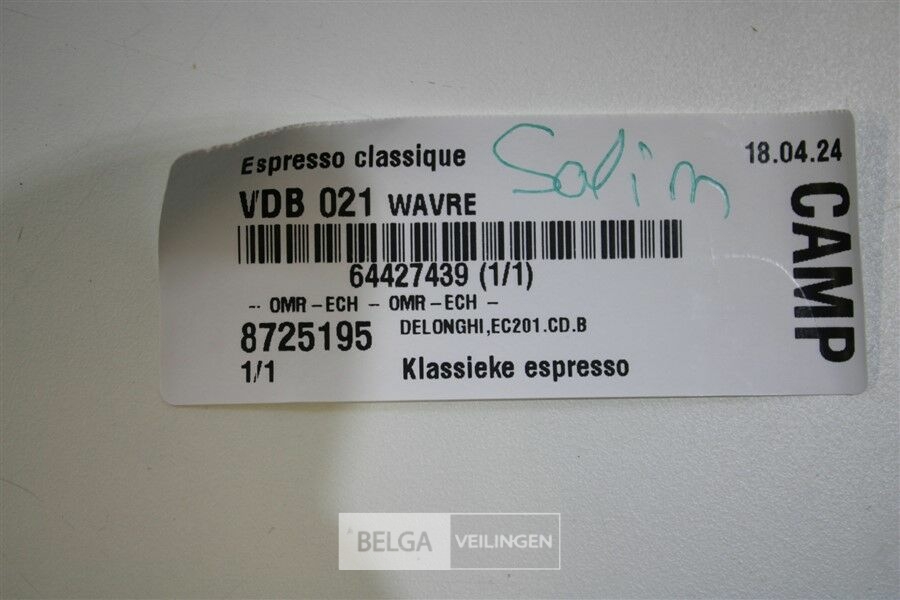 Espresso classique
Salim
18.04.24
VDB 021 WAVRE
CAMP
64427439 (1/1)
-- OMR-ECH - OMR-ECH -
8725195 DELONGHI,EC201.CD.B
1/1 Klassieke espresso
BELGA VEILINGEN